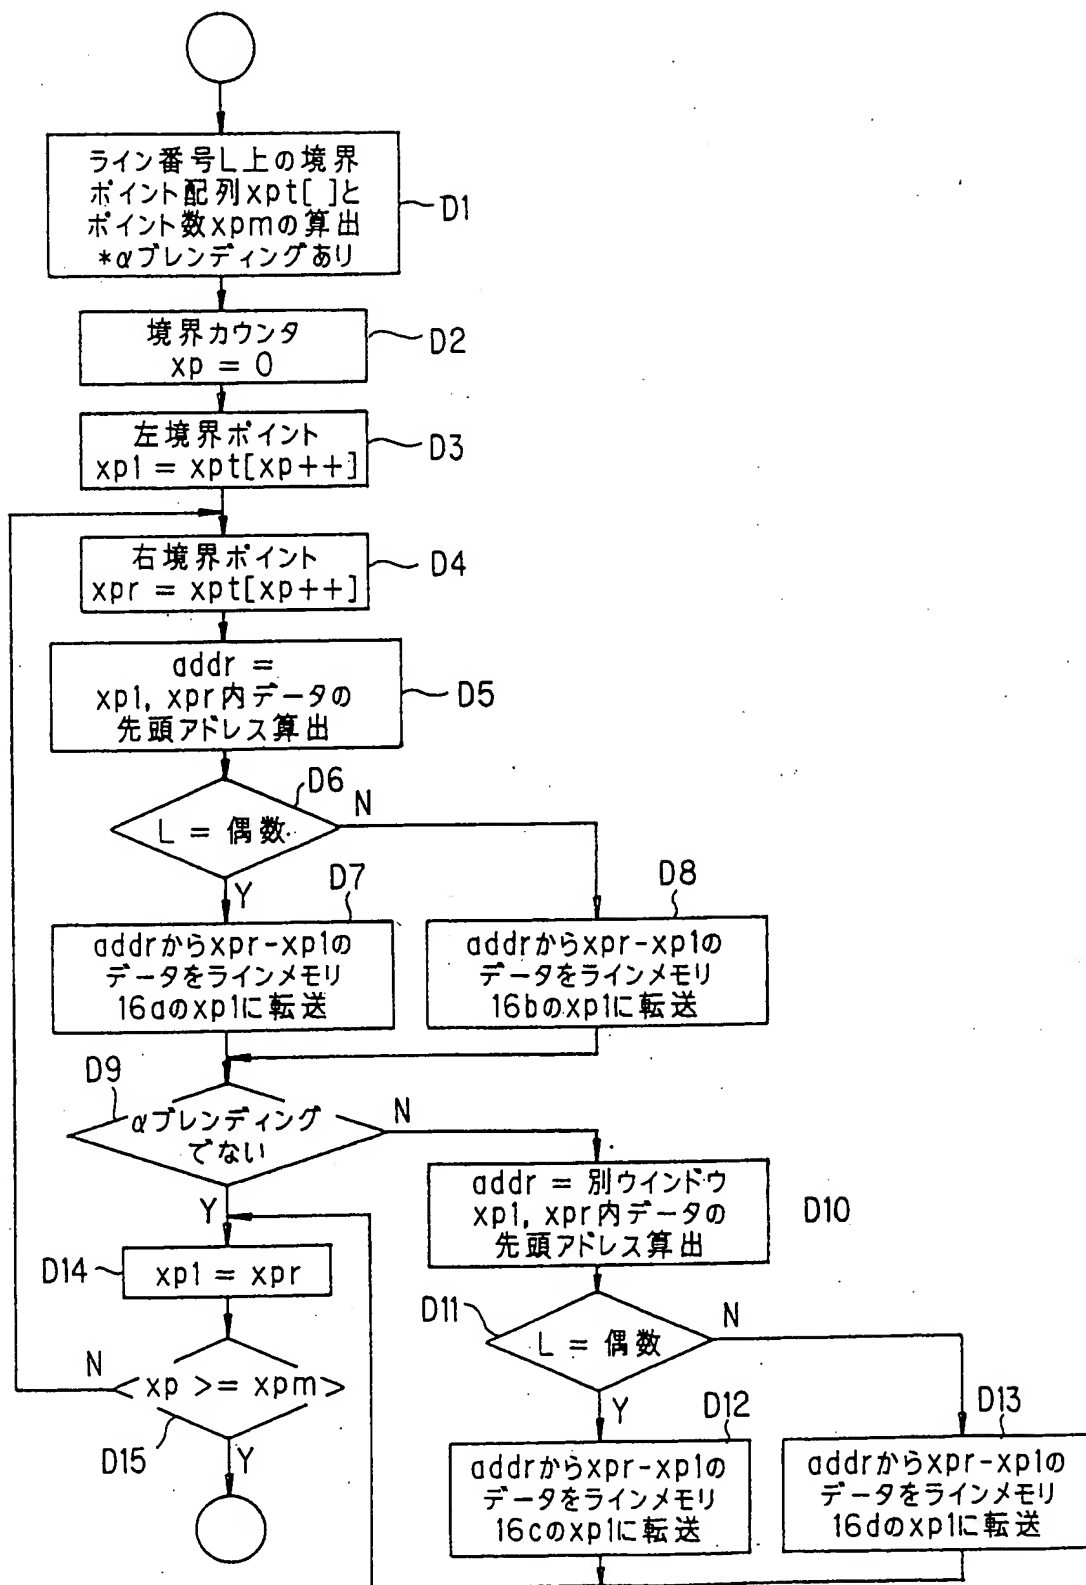 ライン番号L上の境界
ポイント配列xpt[ ]と
ポイント数xpmの算出
*αブレンディングあり
D1
境界カウンタ
xp = 0
D2
左境界ポイント
xpl = xpt[xp++]
D3
右境界ポイント
xpr = xpt[xp++]
D4
addr =
xpl, xpr内データの
先頭アドレス算出
D5
D6
L = 偶数
N
Y
D7
addrからxpr-xplの
データをラインメモリ
16aのxplに転送
D8
addrからxpr-xplの
データをラインメモリ
16bのxplに転送
D9
αブレンディング
でない
N
Y
addr = 別ウインドウ
xpl, xpr内データの
先頭アドレス算出
D10
D14
xpl = xpr
D11
L = 偶数
N
Y
N
xp >= xpm
D15
Y
D12
addrからxpr-xplの
データをラインメモリ
16cのxplに転送
D13
addrからxpr-xplの
データをラインメモリ
16dのxplに転送